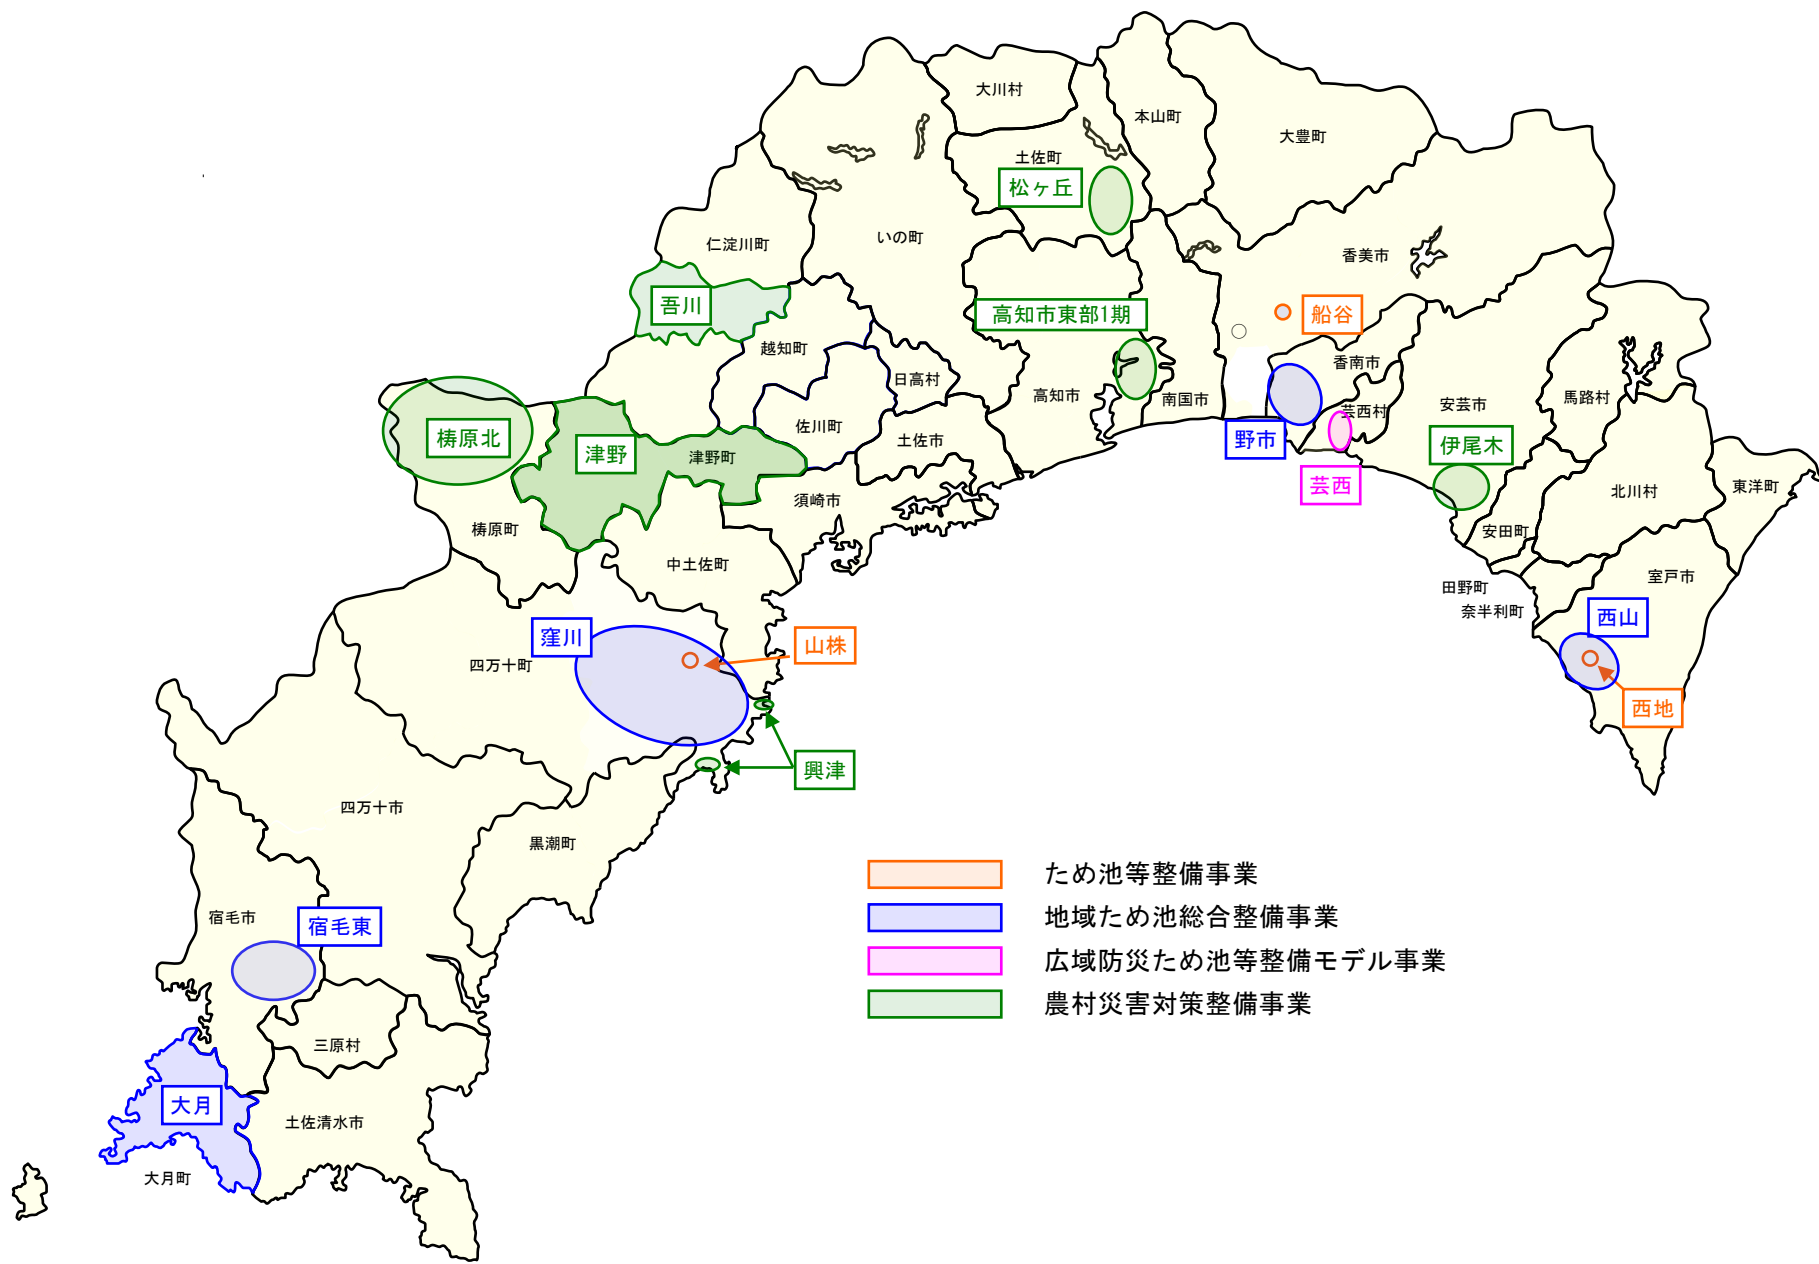 大川村
本山町
大豊町
土佐町
松ヶ丘
いの町
仁淀川町
香美市
吾川
高知市東部1期
船谷
越知町
香南市
日高村
高知市
南国市
馬路村
安芸市
芸西村
梼原北
津野
津野町
佐川町
土佐市
野市
伊尾木
芸西
須崎市
北川村
東洋町
梼原町
安田町
中土佐町
室戸市
田野町
奈半利町
西山
窪川
山株
四万十町
西地
興津
四万十市
黒潮町
ため池等整備事業
地域ため池総合整備事業
広域防災ため池等整備モデル事業
農村災害対策整備事業
宿毛市
宿毛東
三原村
大月
土佐清水市
大月町